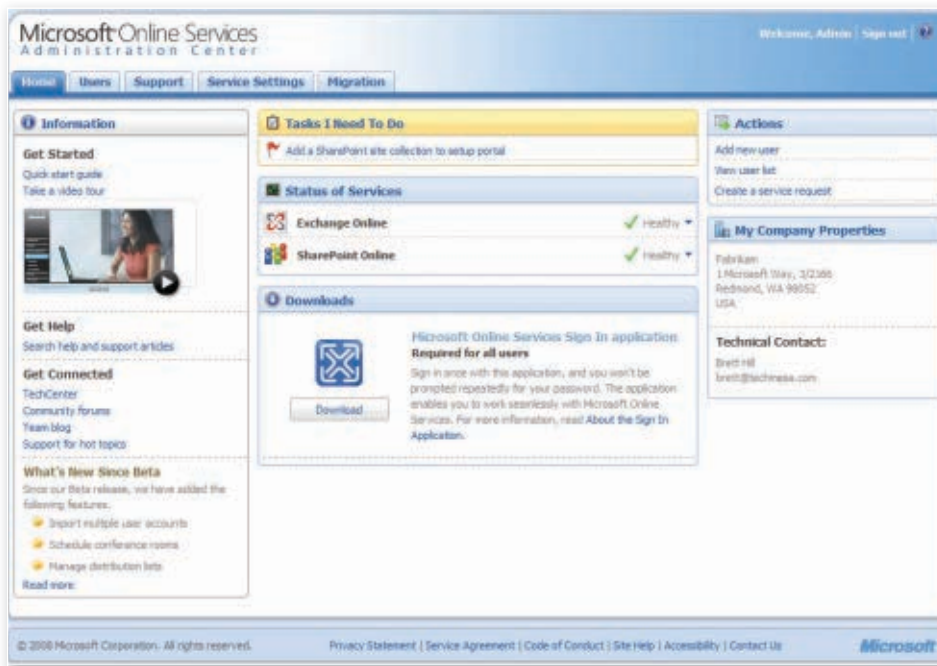 Microsoft Online Services
Administration Center
Welcome, Admin | Sign out
Home
Users
Support
Service Settings
Migration
Information
Get Started
Quick start guide
Take a video tour
Get Help
Search help and support articles
Get Connected
TechCenter
Community forums
Team blog
Support for hot topics
What's New Since Beta
Since our Beta release, we have added the
following features.
Import multiple user accounts
Schedule conference rooms
Manage distribution lists
Read more
Tasks I Need To Do
Add a SharePoint site collection to setup portal
Status of Services
Exchange Online
Healthy
SharePoint Online
Healthy
Downloads
Download
Microsoft Online Services Sign In application
Required for all users
Sign in once with this application, and you won't be
prompted repeatedly for your password. The application
enables you to work seamlessly with Microsoft Online
Services. For more information, read About the Sign In
Application.
Actions
Add new user
View user list
Create a service request
My Company Properties
Fabrikam
1 Microsoft Way,
Redmond, WA 98052
USA
Technical Contact:
Brett Hill
© 2008 Microsoft Corporation. All rights reserved.
Privacy Statement | Service Agreement | Code of Conduct | Site Help | Accessibility | Contact Us
Microsoft